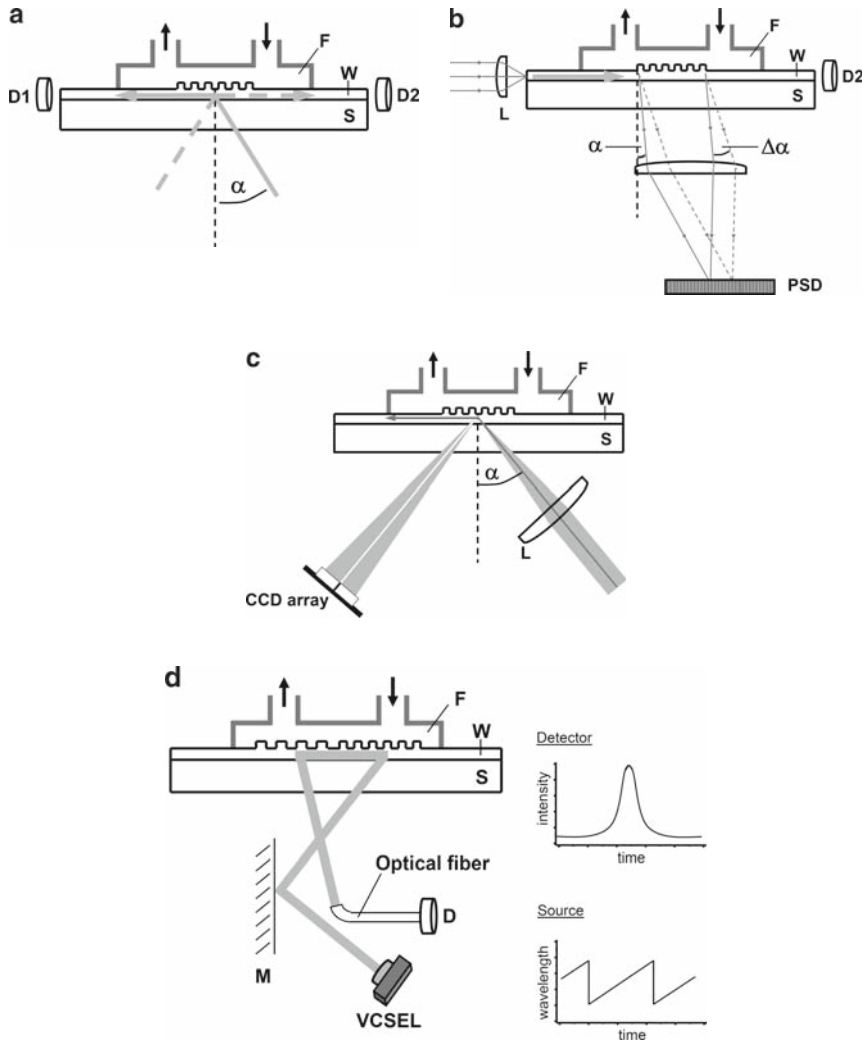 a
F
W
D1
D2
S
α
b
F
W
D2
L
S
α
Δα
PSD
c
F
W
S
α
L
CCD array
d
F
W
S
Optical fiber
D
M
VCSEL
Detector
intensity
time
Source
wavelength
time